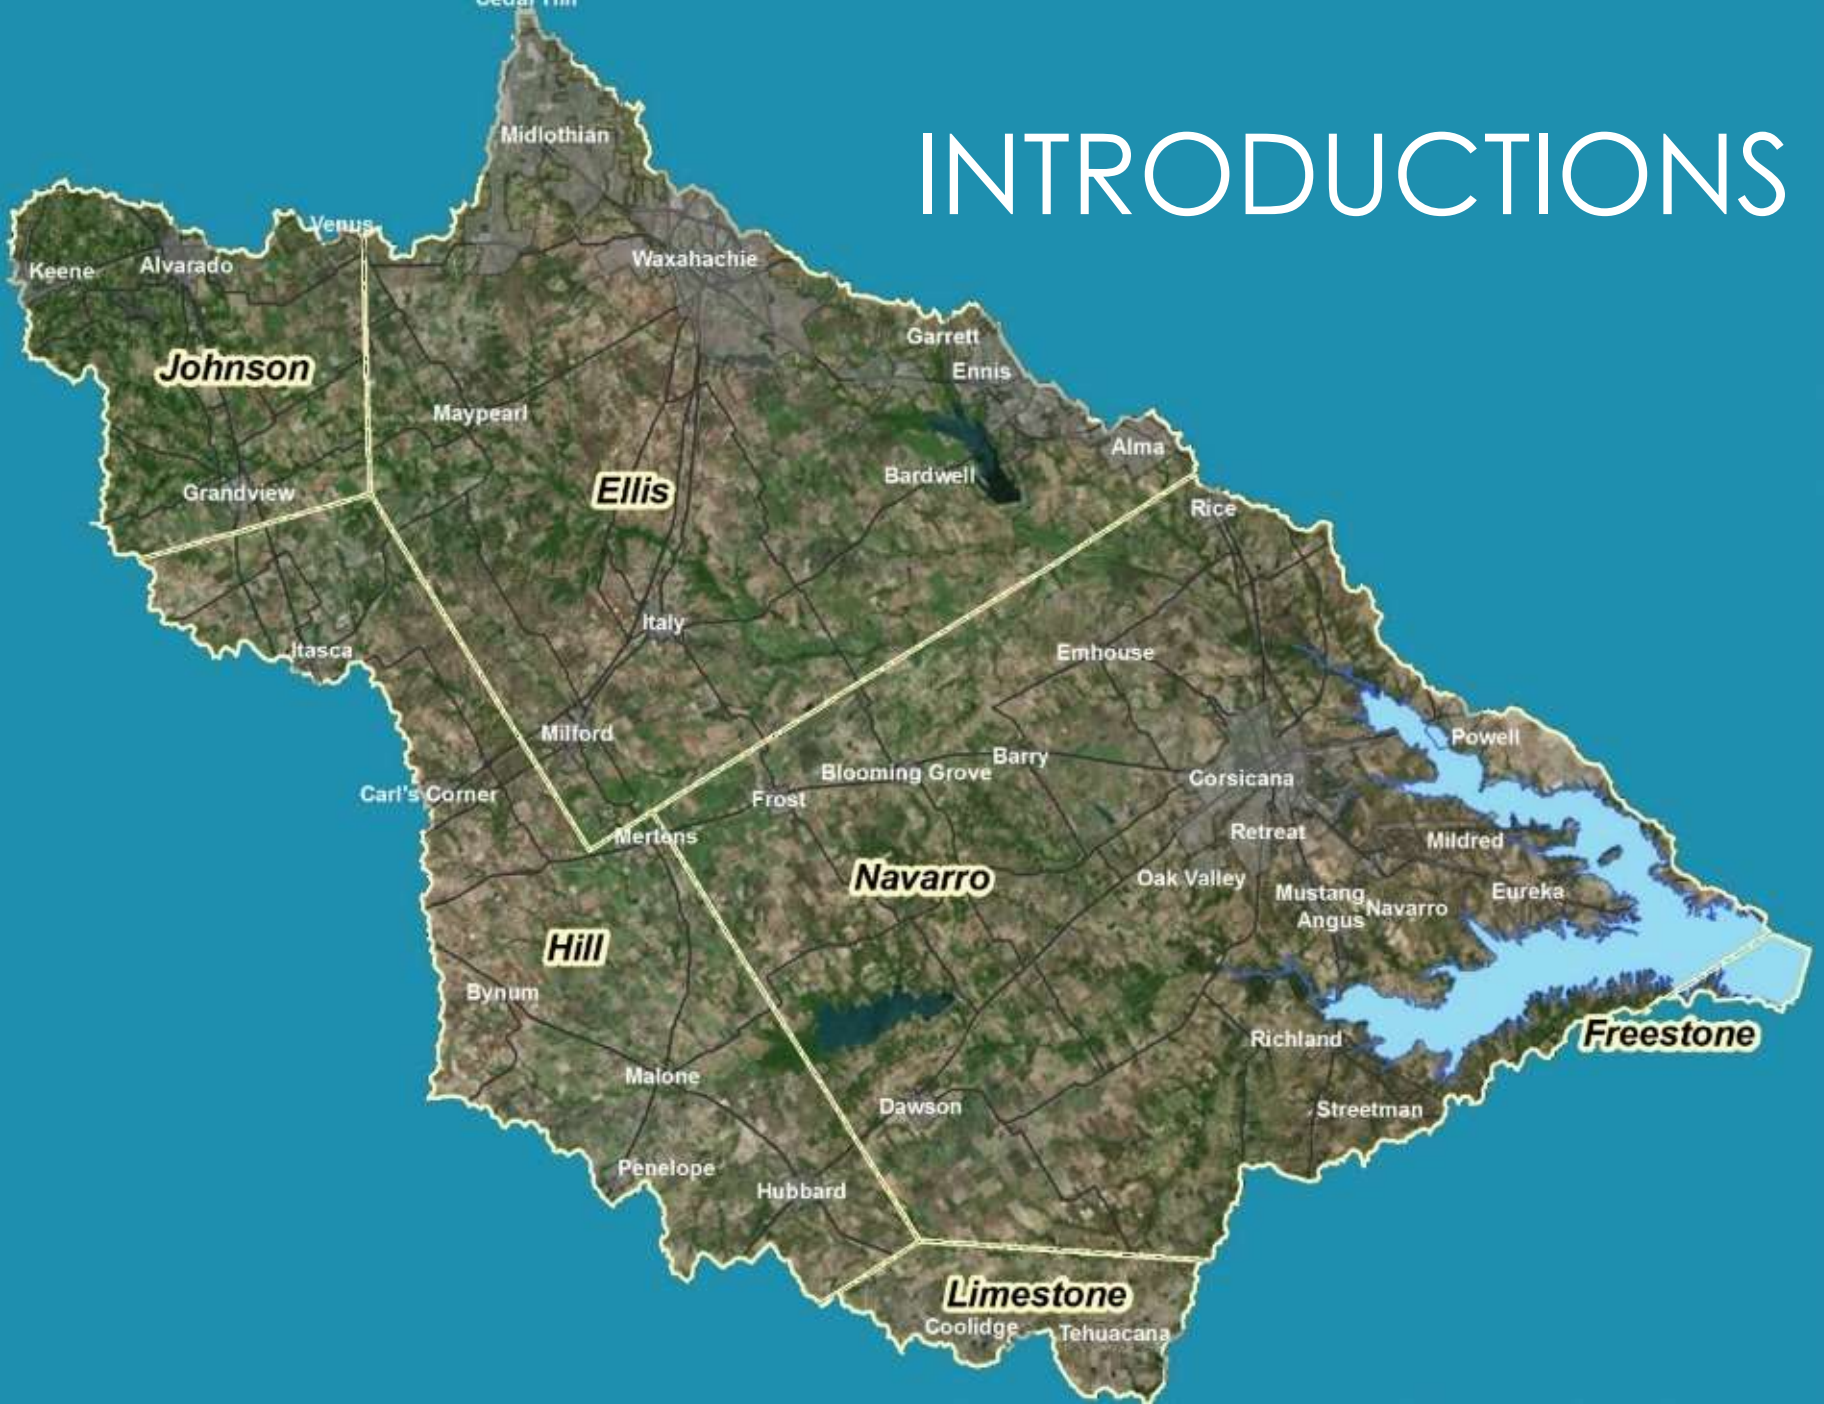 Cedar Hill
Midlothian
INTRODUCTIONS
Venus
Waxahachie
Keene
Alvarado
Garrett
Johnson
Ennis
Maypearl
Alma
Bardwell
Ellis
Grandview
Rice
Italy
Itasca
Emhouse
Milford
Powell
Barry
Blooming Grove
Corsicana
Carl's Corner
Frost
Mertens
Retreat
Mildred
Navarro
Oak Valley
Mustang
Eureka
Angus
Navarro
Hill
Bynum
Richland
Freestone
Malone
Dawson
Streetman
Penelope
Hubbard
Limestone
Coolidge
Tehuacana